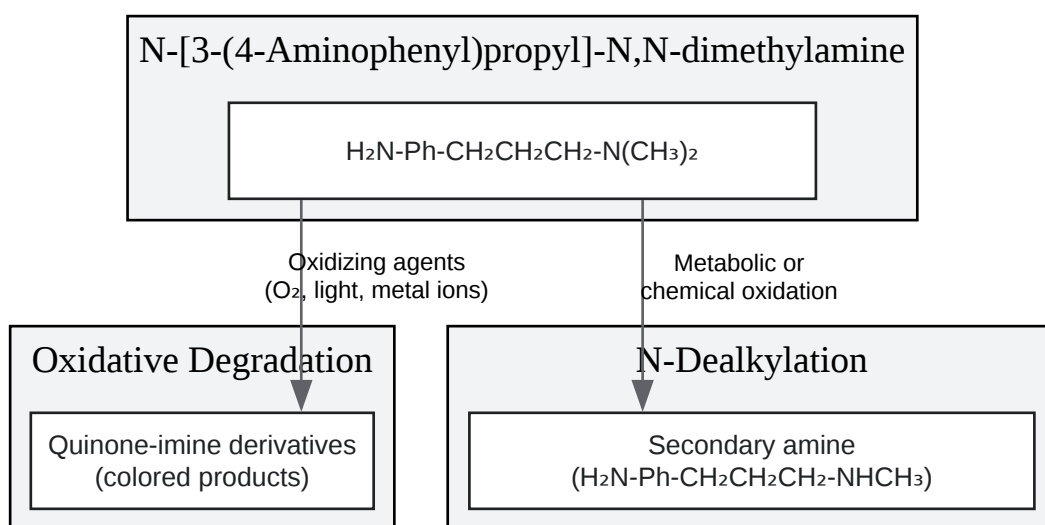 N-[3-(4-Aminophenyl)propyl]-N,N-dimethylamine
H₂N-Ph-CH₂CH₂CH₂-N(CH₃)₂
Oxidizing agents
(O₂, light, metal ions)
Metabolic or
chemical oxidation
Oxidative Degradation
Quinone-imine derivatives
(colored products)
N-Dealkylation
Secondary amine
(H₂N-Ph-CH₂CH₂CH₂-NHCH₃)